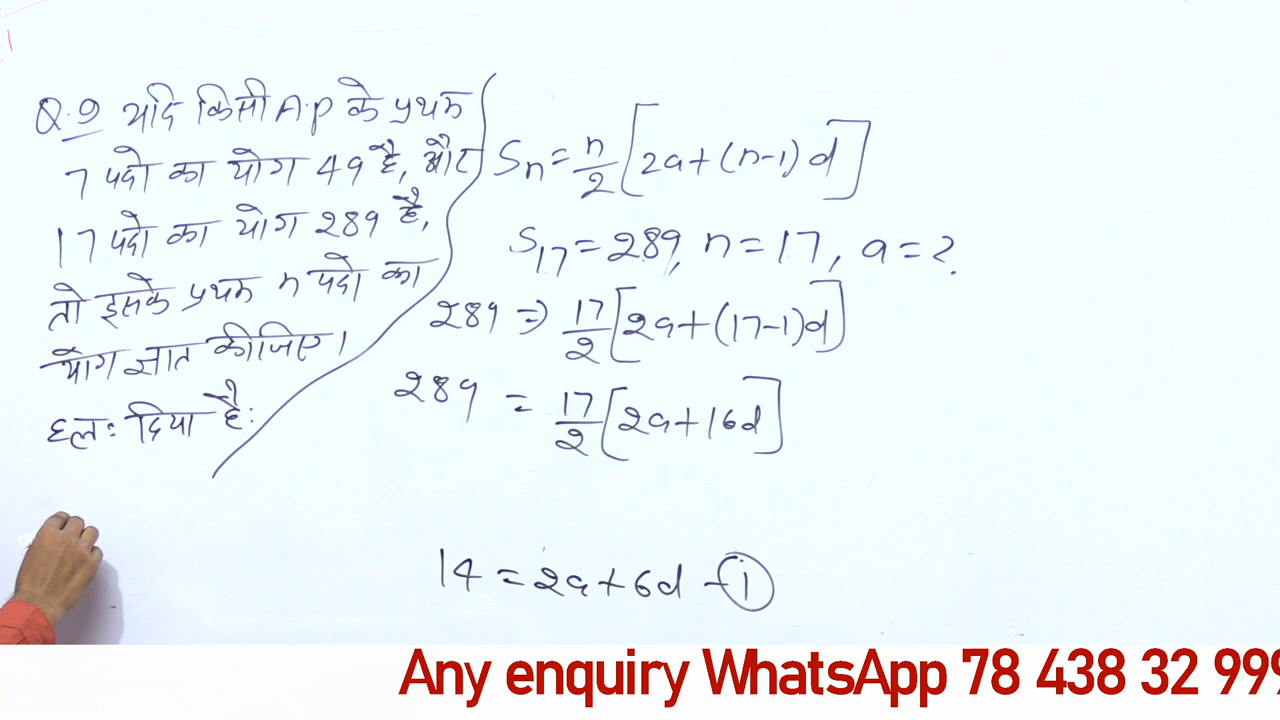 Q.9 यदि किसी A.P के प्रथम
7 पदो का योग 49 है, और
17 पदो का योग 289 है,
तो इसके प्रथम n पदो का
योग ज्ञात कीजिए।
हल: दिया है:
Sn = n/2 [2a+(n-1)d]
S17 = 289, n = 17, a = ?
289 => 17/2 [2a+(17-1)d]
289 = 17/2 [2a+16d]
14 = 2a+6d - ①
Any enquiry WhatsApp 78 438 32 999